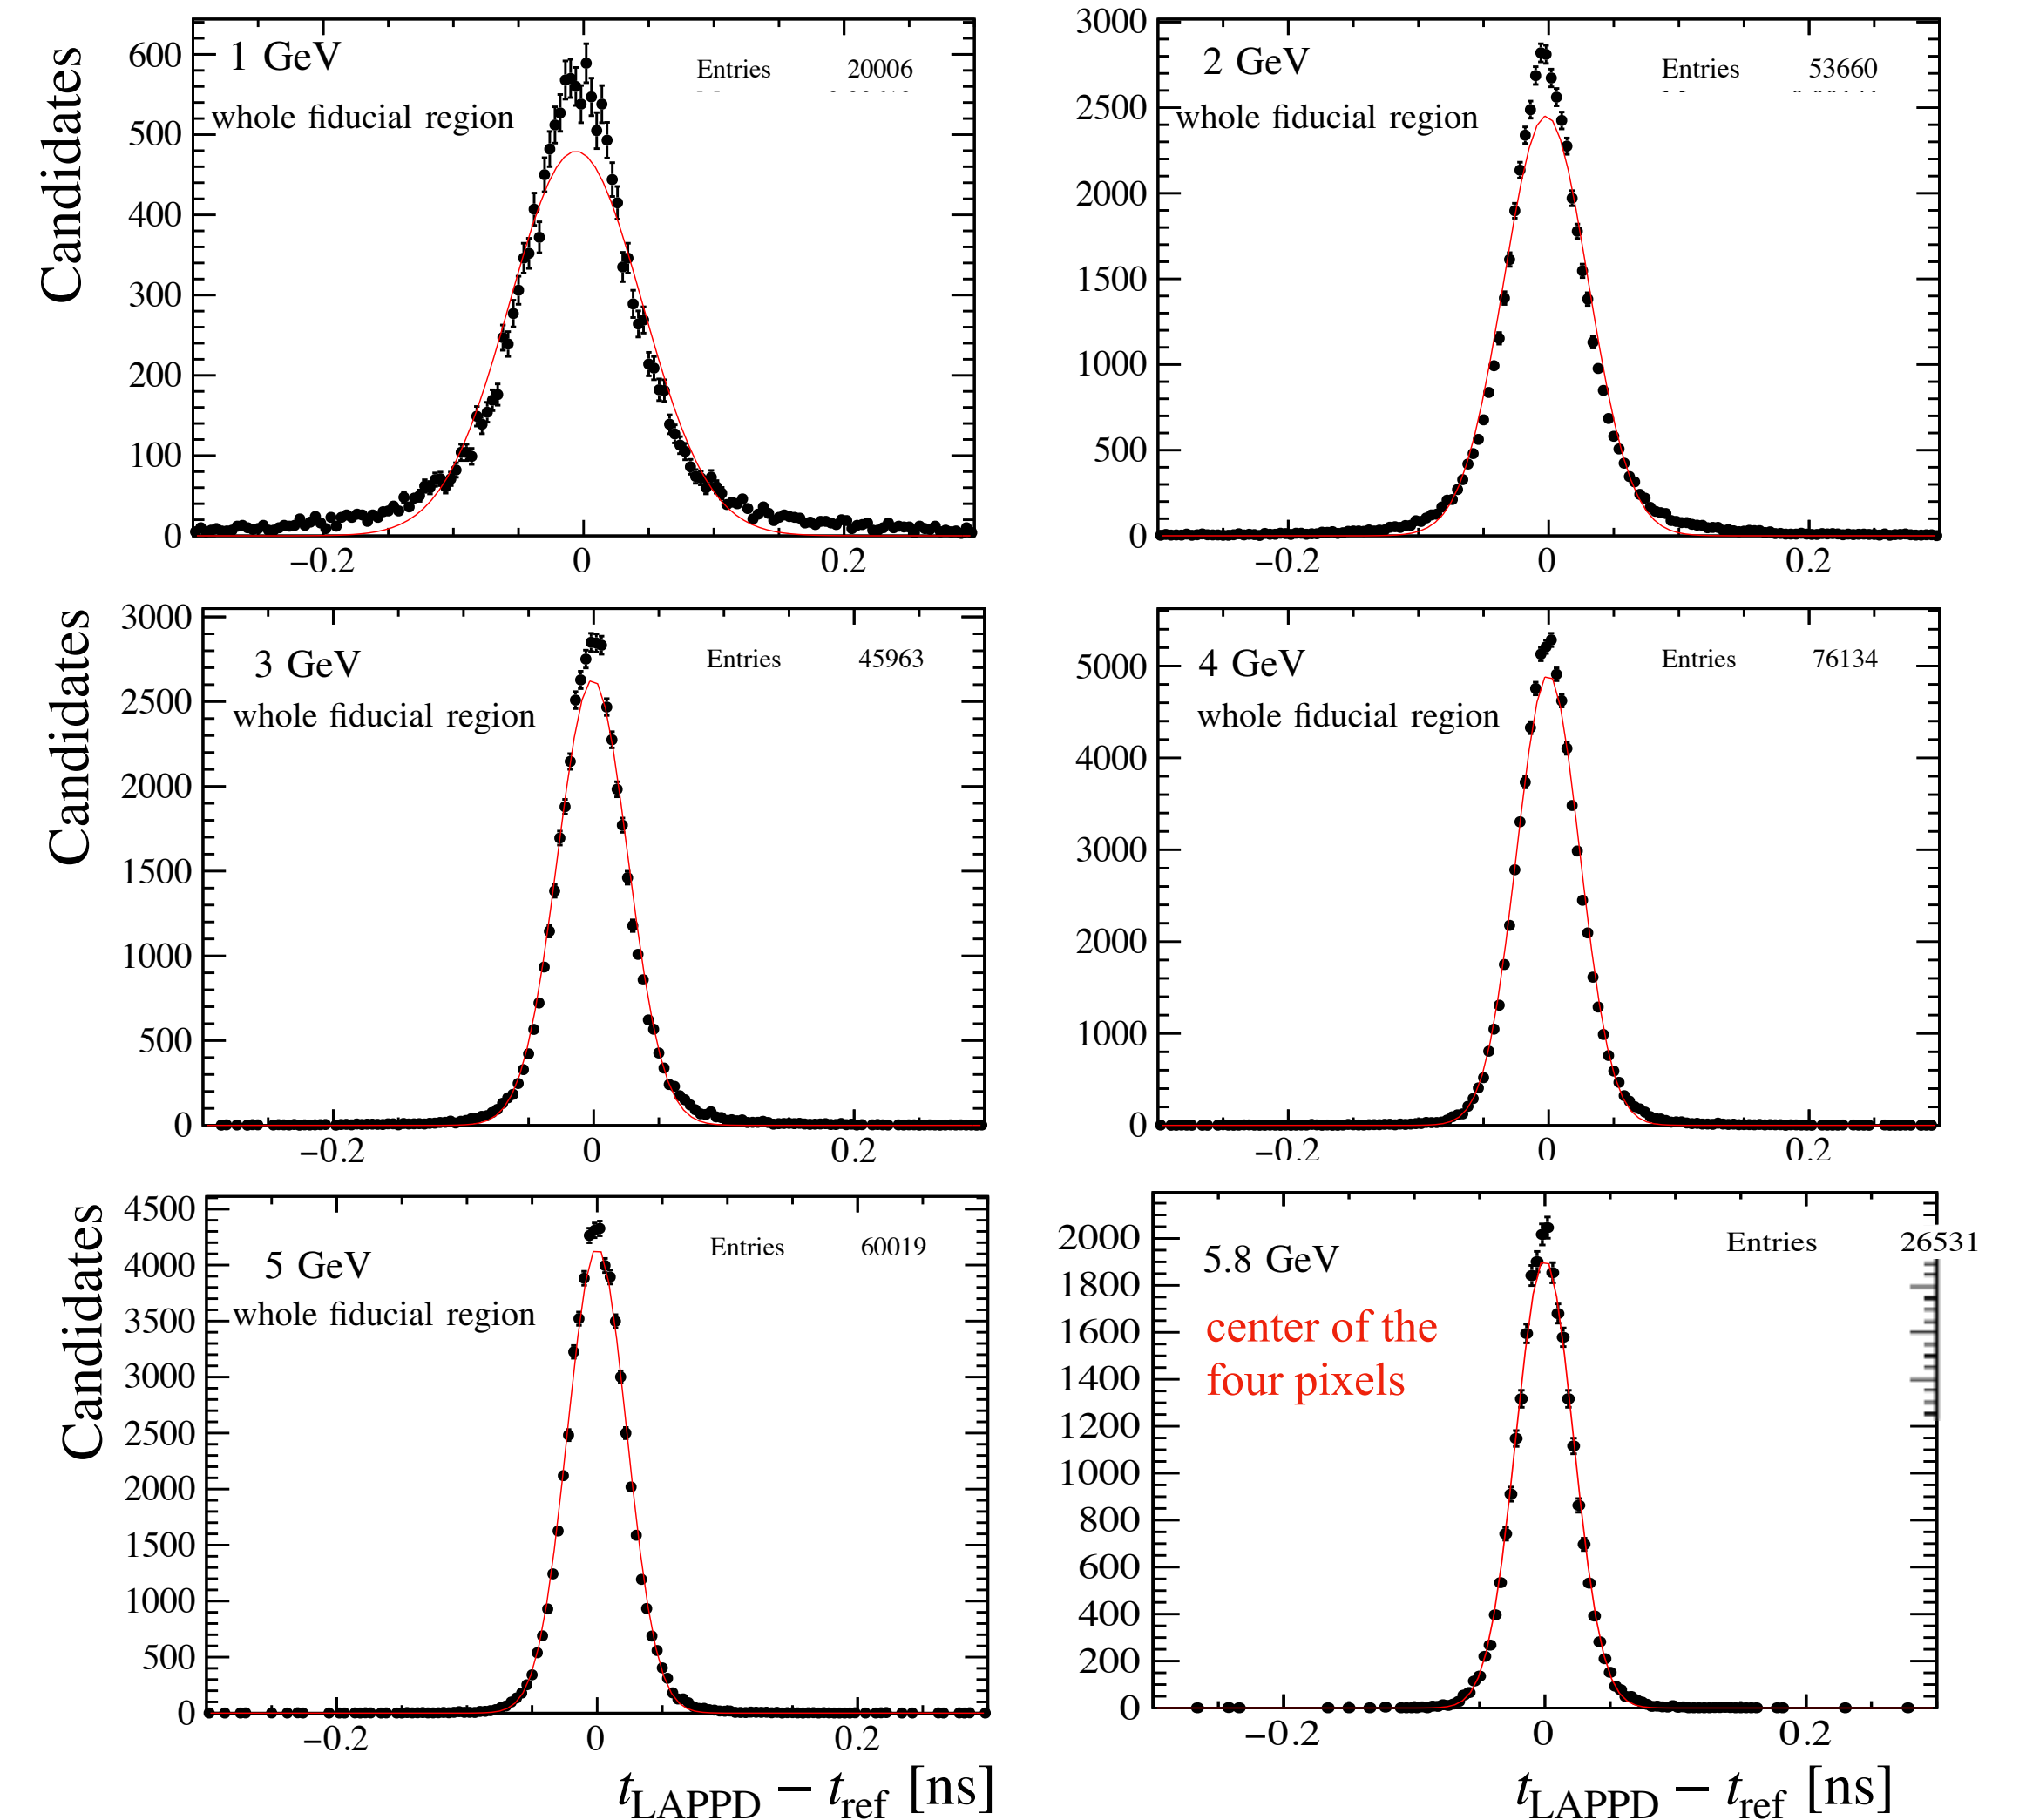 Candidates
1 GeV
whole fiducial region
Entries 20006
600
500
400
300
200
100
0
−0.2 0 0.2
2 GeV
whole fiducial region
Entries 53660
3000
2500
2000
1500
1000
500
0
−0.2 0 0.2
Candidates
3 GeV
whole fiducial region
Entries 45963
3000
2500
2000
1500
1000
500
0
−0.2 0 0.2
4 GeV
whole fiducial region
Entries 76134
5000
4000
3000
2000
1000
0
−0.2 0 0.2
Candidates
5 GeV
whole fiducial region
Entries 60019
4500
4000
3500
3000
2500
2000
1500
1000
500
0
−0.2 0 0.2
t_LAPPD − t_ref [ns]
5.8 GeV
center of the
four pixels
Entries 26531
2000
1800
1600
1400
1200
1000
800
600
400
200
0
−0.2 0 0.2
t_LAPPD − t_ref [ns]